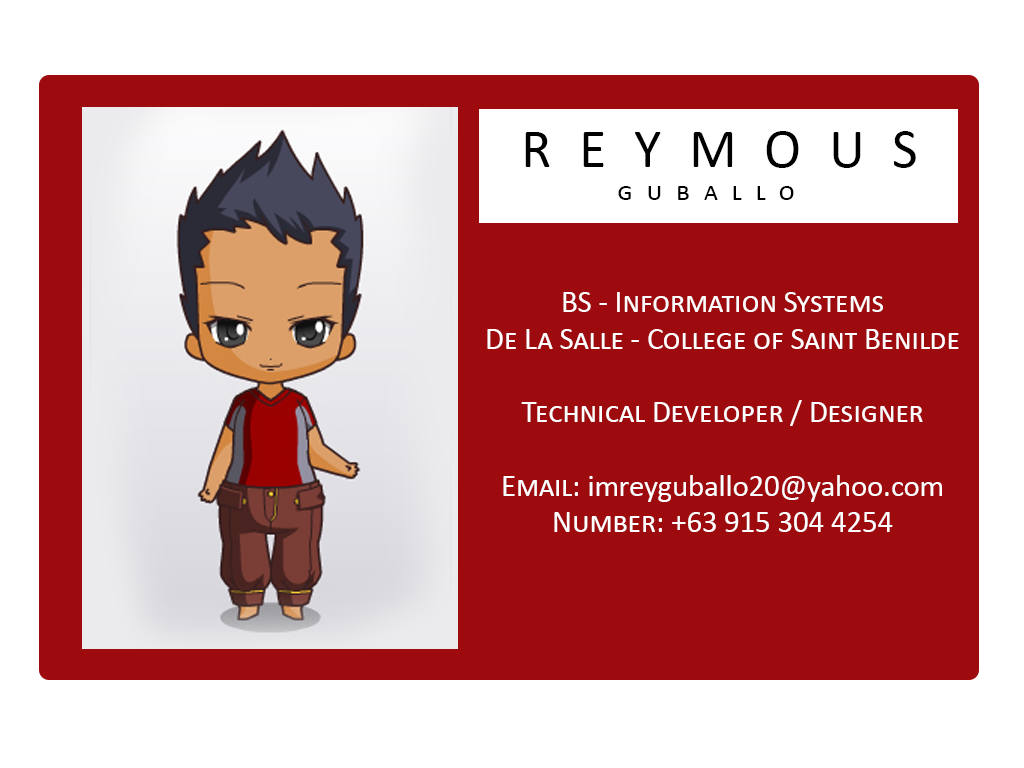 REYMOUS
GUBALLO
BS - Information Systems
De La Salle - College of Saint Benilde
Technical Developer / Designer
Email: imreyguballo20@yahoo.com
Number: +63 915 304 4254